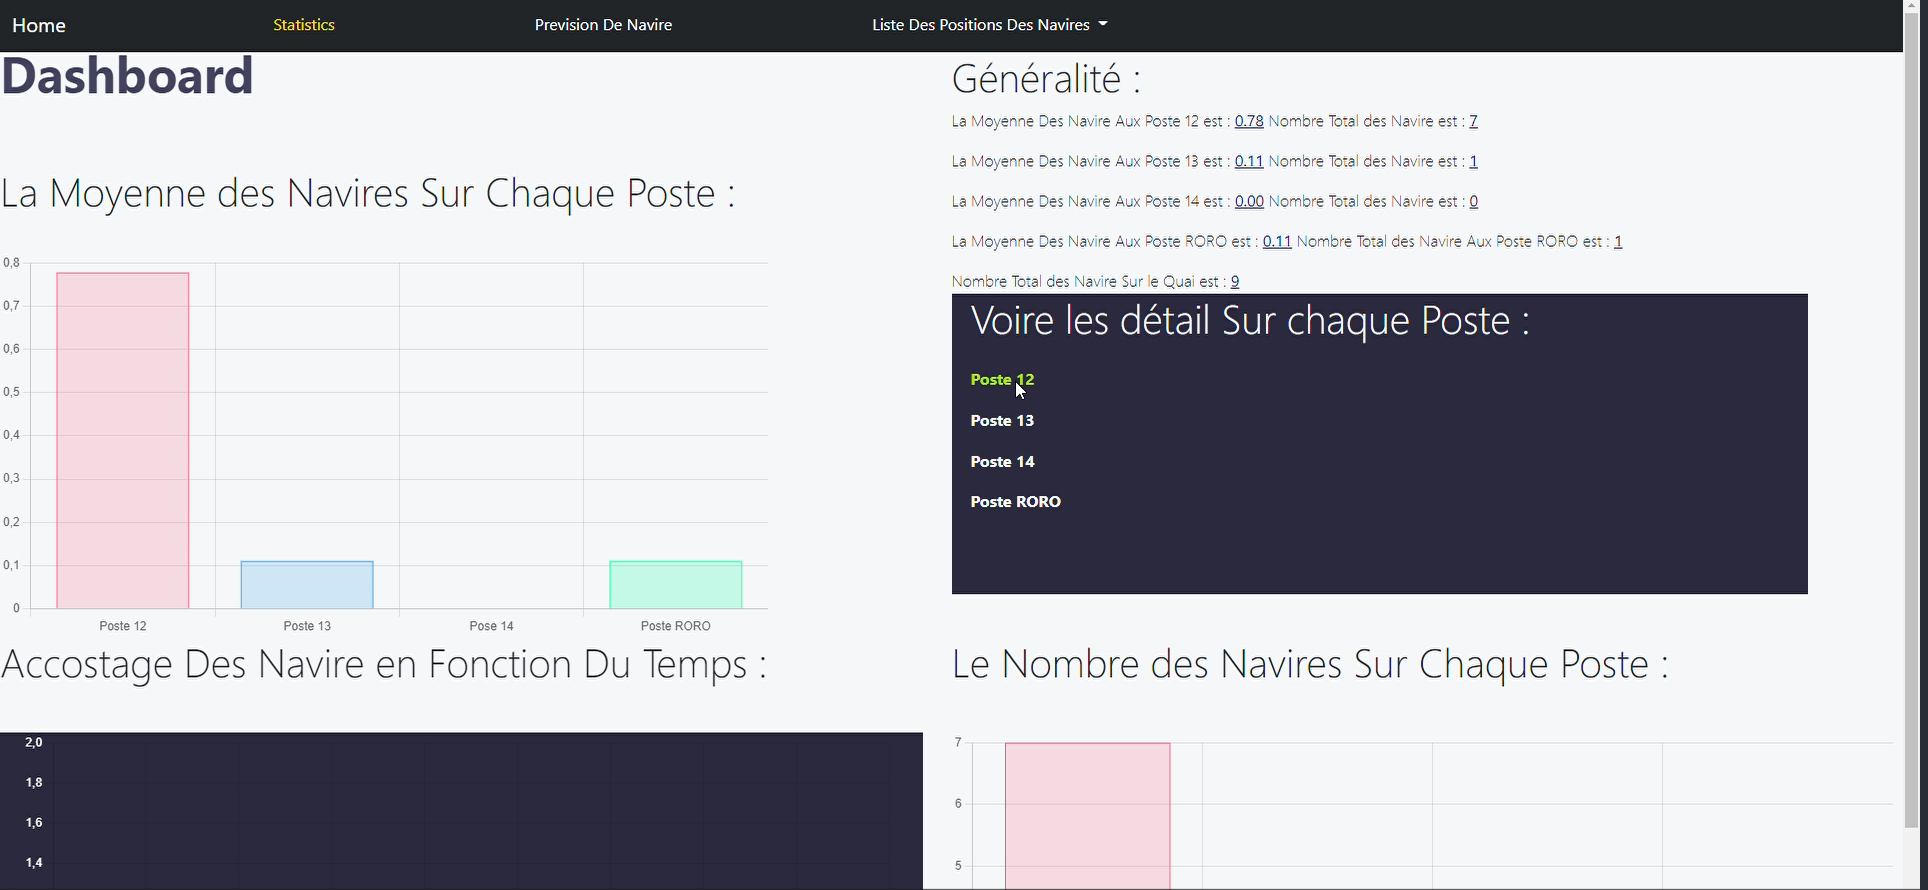 Home Statistics Prevision De Navire Liste Des Positions Des Navires
Dashboard
La Moyenne des Navires Sur Chaque Poste :
0,8
0,7
0,6
0,5
0,4
0,3
0,2
0,1
0
Poste 12 Poste 13 Pose 14 Poste RORO
Généralité :
La Moyenne Des Navire Aux Poste 12 est : 0.78 Nombre Total des Navire est : 7
La Moyenne Des Navire Aux Poste 13 est : 0.11 Nombre Total des Navire est : 1
La Moyenne Des Navire Aux Poste 14 est : 0.00 Nombre Total des Navire est : 0
La Moyenne Des Navire Aux Poste RORO est : 0.11 Nombre Total des Navire Aux Poste RORO est : 1
Nombre Total des Navire Sur le Quai est : 9
Voire les détail Sur chaque Poste :
Poste 12
Poste 13
Poste 14
Poste RORO
Accostage Des Navire en Fonction Du Temps :
2,0
1,8
1,6
1,4
Le Nombre des Navires Sur Chaque Poste :
7
6
5